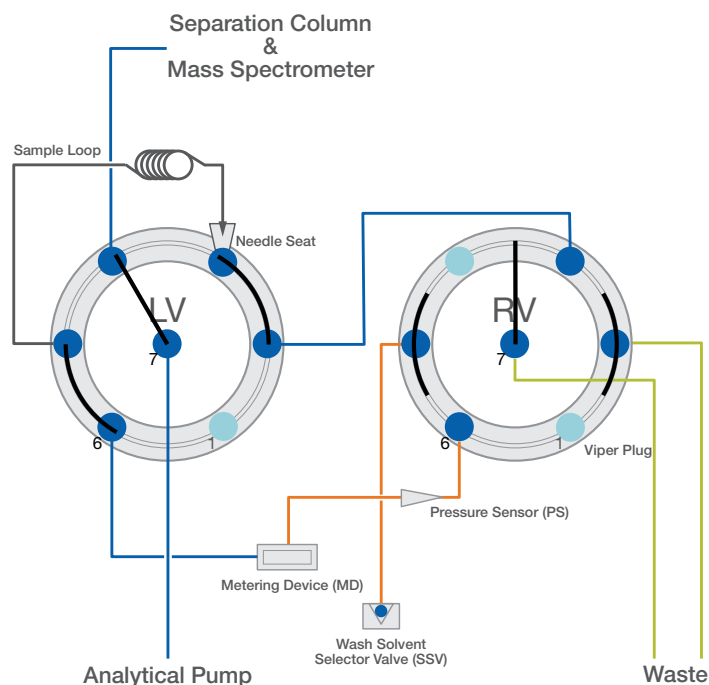 Separation Column
&
Mass Spectrometer
Sample Loop
Needle Seat
LV
RV
7
7
6
1
6
1
Viper Plug
Pressure Sensor (PS)
Metering Device (MD)
Wash Solvent
Selector Valve (SSV)
Analytical Pump
Waste